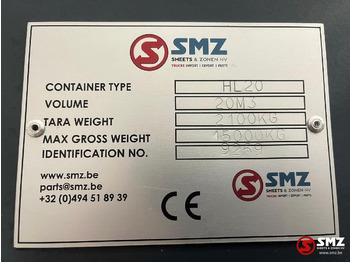 SMZ
SHEETS & ZONEN NV
TRUCKS IMPORT | EXPORT | PARTS
CONTAINER TYPE HL20
VOLUME 20M3
TARA WEIGHT 2100KG
MAX GROSS WEIGHT 15000KG
IDENTIFICATION NO. 9269
www.smz.be
parts@smz.be
+32 (0)494 51 89 39
CE
SMZ
SHEETS & ZONEN NV
SMZ